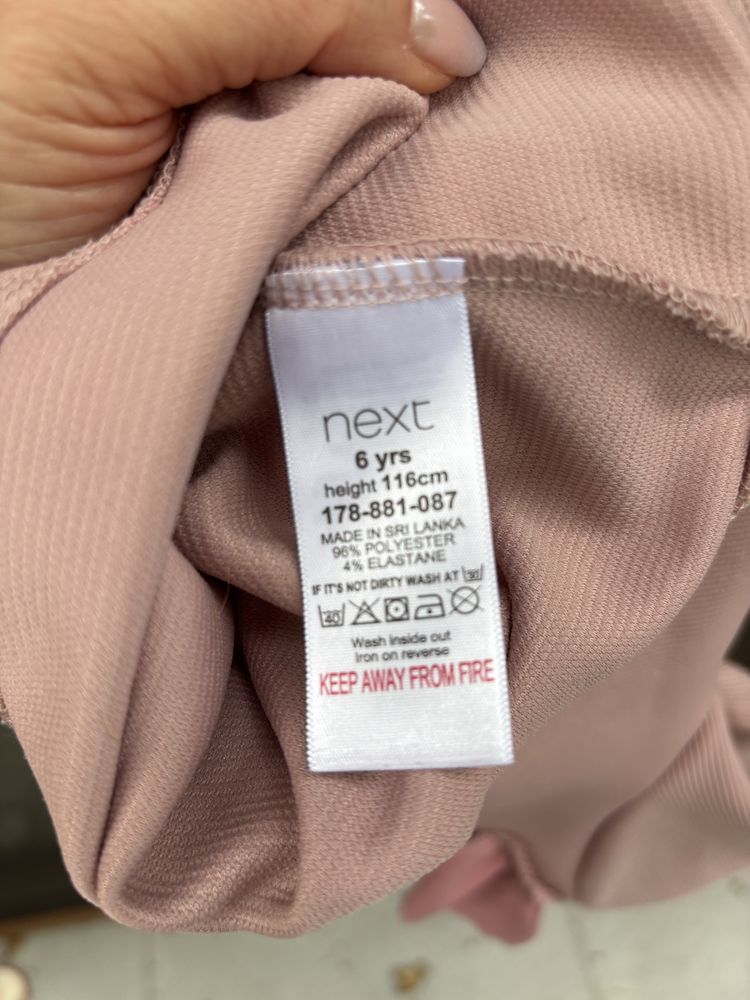 next
6 yrs
height 116cm
178-881-087
MADE IN SRI LANKA
96% POLYESTER
4% ELASTANE
IF IT'S NOT DIRTY WASH AT 30
40
Wash inside out
Iron on reverse
KEEP AWAY FROM FIRE